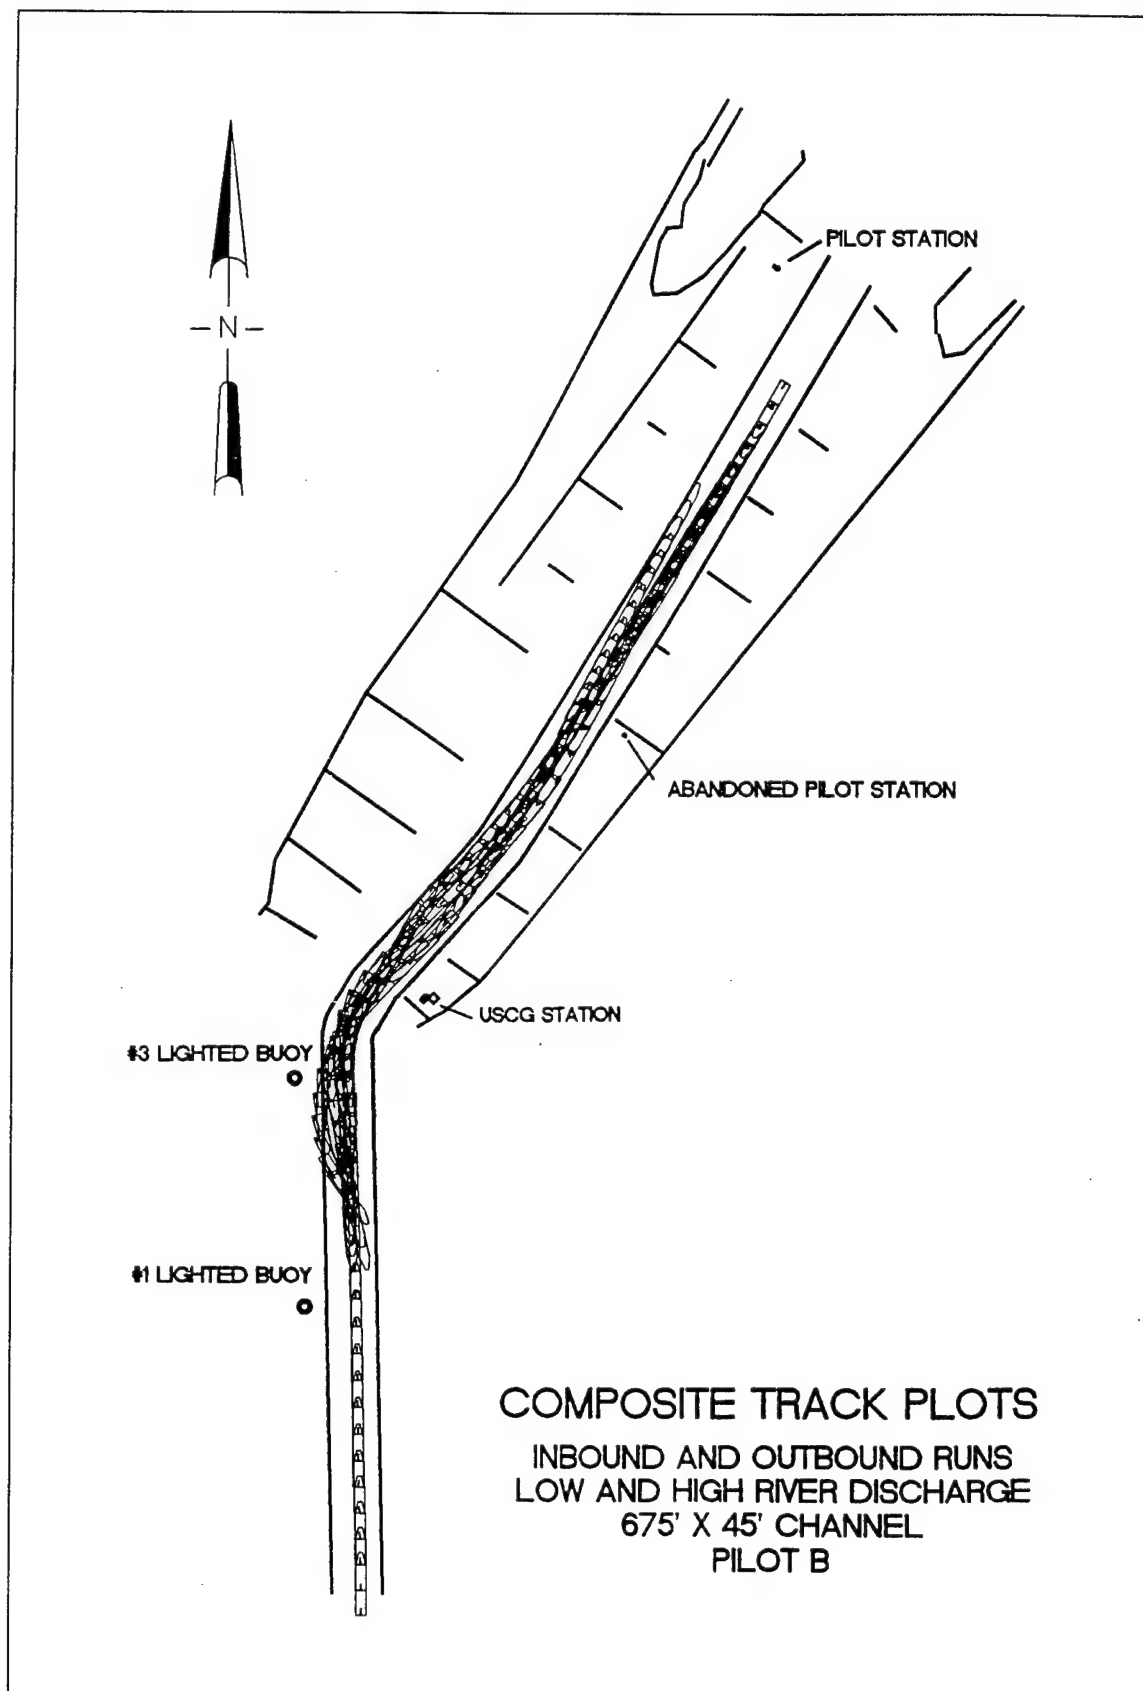 PILOT STATION
-N-
ABANDONED PILOT STATION
USCG STATION
#3 LIGHTED BUOY
#1 LIGHTED BUOY
COMPOSITE TRACK PLOTS
INBOUND AND OUTBOUND RUNS
LOW AND HIGH RIVER DISCHARGE
675' X 45' CHANNEL
PILOT B